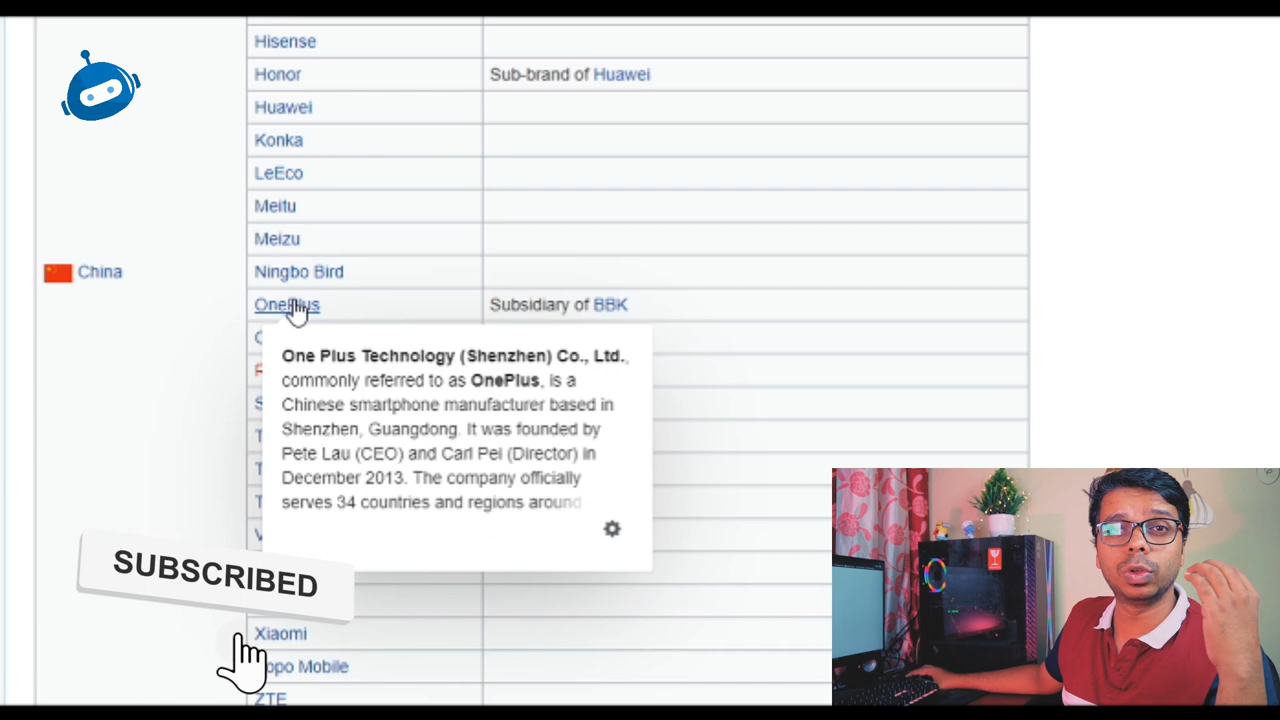 Hisense
Honor Sub-brand of Huawei
Huawei
Konka
LeEco
Meitu
Meizu
China Ningbo Bird
OnePlus Subsidiary of BBK
One Plus Technology (Shenzhen) Co., Ltd.,
commonly referred to as OnePlus, is a
Chinese smartphone manufacturer based in
Shenzhen, Guangdong. It was founded by
Pete Lau (CEO) and Carl Pei (Director) in
December 2013. The company officially
serves 34 countries and regions around
SUBSCRIBED
Xiaomi
opo Mobile
ZTE